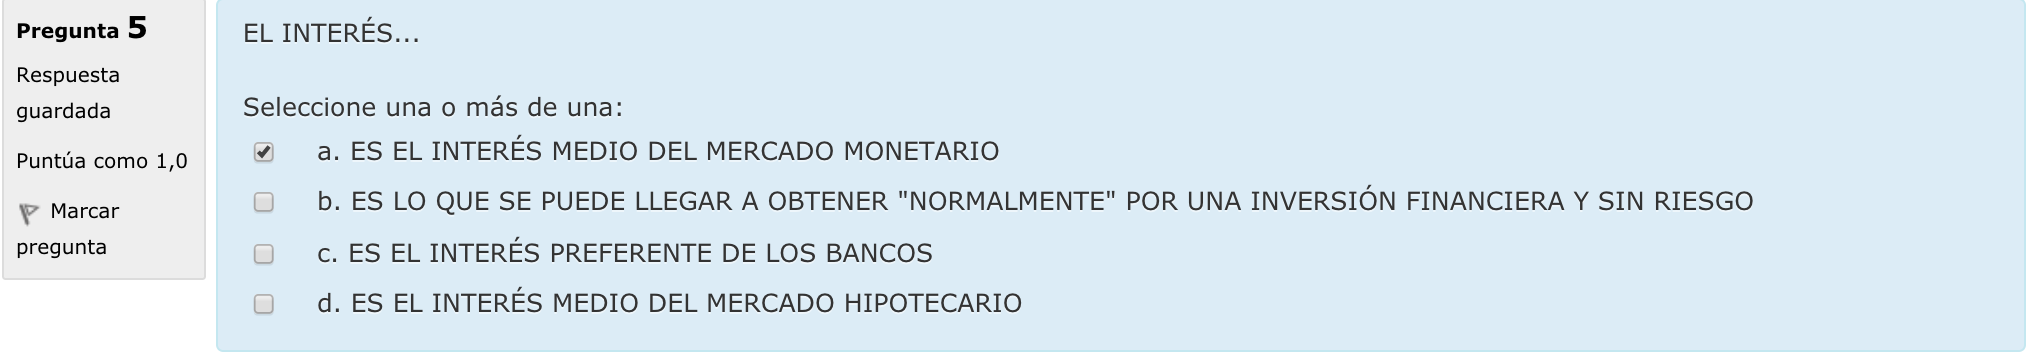 Pregunta 5
Respuesta
guardada
Puntúa como 1,0
Marcar
pregunta
EL INTERÉS...
Seleccione una o más de una:
a. ES EL INTERÉS MEDIO DEL MERCADO MONETARIO
b. ES LO QUE SE PUEDE LLEGAR A OBTENER "NORMALMENTE" POR UNA INVERSIÓN FINANCIERA Y SIN RIESGO
c. ES EL INTERÉS PREFERENTE DE LOS BANCOS
d. ES EL INTERÉS MEDIO DEL MERCADO HIPOTECARIO